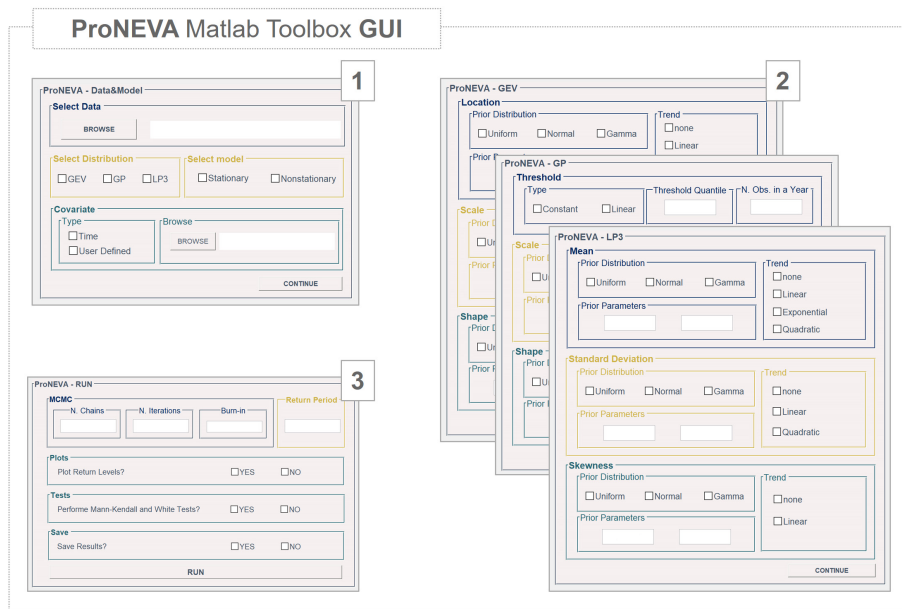 ProNEVA Matlab Toolbox GUI
1
ProNEVA - Data&Model
Select Data
BROWSE
Select Distribution
GEV GP LP3
Select model
Stationary Nonstationary
Covariate
Type
Time
User Defined
Browse
BROWSE
CONTINUE
2
ProNEVA - GEV
Location
Prior Distribution
Uniform Normal Gamma
Trend
none
Linear
Scale
Shape
ProNEVA - GP
Threshold
Type
Constant Linear
Threshold Quantile
N. Obs. in a Year
Scale
Shape
ProNEVA - LP3
Mean
Prior Distribution
Uniform Normal Gamma
Prior Parameters
Trend
none
Linear
Exponential
Quadratic
Standard Deviation
Prior Distribution
Uniform Normal Gamma
Prior Parameters
Trend
none
Linear
Quadratic
Skewness
Prior Distribution
Uniform Normal Gamma
Prior Parameters
Trend
none
Linear
CONTINUE
3
ProNEVA - RUN
MCMC
N. Chains N. Iterations Burn-in
Return Period
Plots
Plot Return Levels? YES NO
Tests
Performe Mann-Kendall and White Tests? YES NO
Save
Save Results? YES NO
RUN